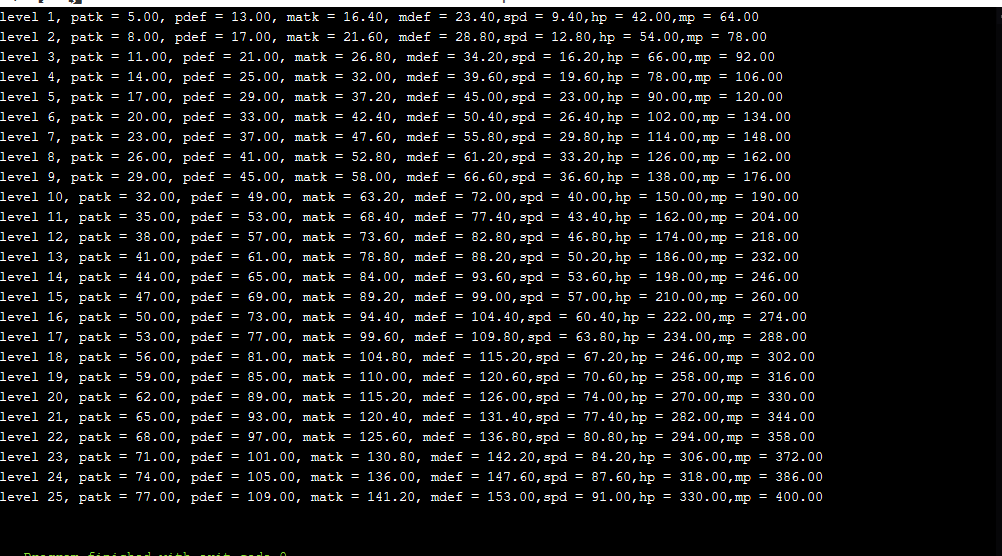 level 1, patk = 5.00, pdef = 13.00, matk = 16.40, mdef = 23.40,spd = 9.40,hp = 42.00,mp = 64.00
level 2, patk = 8.00, pdef = 17.00, matk = 21.60, mdef = 28.80,spd = 12.80,hp = 54.00,mp = 78.00
level 3, patk = 11.00, pdef = 21.00, matk = 26.80, mdef = 34.20,spd = 16.20,hp = 66.00,mp = 92.00
level 4, patk = 14.00, pdef = 25.00, matk = 32.00, mdef = 39.60,spd = 19.60,hp = 78.00,mp = 106.00
level 5, patk = 17.00, pdef = 29.00, matk = 37.20, mdef = 45.00,spd = 23.00,hp = 90.00,mp = 120.00
level 6, patk = 20.00, pdef = 33.00, matk = 42.40, mdef = 50.40,spd = 26.40,hp = 102.00,mp = 134.00
level 7, patk = 23.00, pdef = 37.00, matk = 47.60, mdef = 55.80,spd = 29.80,hp = 114.00,mp = 148.00
level 8, patk = 26.00, pdef = 41.00, matk = 52.80, mdef = 61.20,spd = 33.20,hp = 126.00,mp = 162.00
level 9, patk = 29.00, pdef = 45.00, matk = 58.00, mdef = 66.60,spd = 36.60,hp = 138.00,mp = 176.00
level 10, patk = 32.00, pdef = 49.00, matk = 63.20, mdef = 72.00,spd = 40.00,hp = 150.00,mp = 190.00
level 11, patk = 35.00, pdef = 53.00, matk = 68.40, mdef = 77.40,spd = 43.40,hp = 162.00,mp = 204.00
level 12, patk = 38.00, pdef = 57.00, matk = 73.60, mdef = 82.80,spd = 46.80,hp = 174.00,mp = 218.00
level 13, patk = 41.00, pdef = 61.00, matk = 78.80, mdef = 88.20,spd = 50.20,hp = 186.00,mp = 232.00
level 14, patk = 44.00, pdef = 65.00, matk = 84.00, mdef = 93.60,spd = 53.60,hp = 198.00,mp = 246.00
level 15, patk = 47.00, pdef = 69.00, matk = 89.20, mdef = 99.00,spd = 57.00,hp = 210.00,mp = 260.00
level 16, patk = 50.00, pdef = 73.00, matk = 94.40, mdef = 104.40,spd = 60.40,hp = 222.00,mp = 274.00
level 17, patk = 53.00, pdef = 77.00, matk = 99.60, mdef = 109.80,spd = 63.80,hp = 234.00,mp = 288.00
level 18, patk = 56.00, pdef = 81.00, matk = 104.80, mdef = 115.20,spd = 67.20,hp = 246.00,mp = 302.00
level 19, patk = 59.00, pdef = 85.00, matk = 110.00, mdef = 120.60,spd = 70.60,hp = 258.00,mp = 316.00
level 20, patk = 62.00, pdef = 89.00, matk = 115.20, mdef = 126.00,spd = 74.00,hp = 270.00,mp = 330.00
level 21, patk = 65.00, pdef = 93.00, matk = 120.40, mdef = 131.40,spd = 77.40,hp = 282.00,mp = 344.00
level 22, patk = 68.00, pdef = 97.00, matk = 125.60, mdef = 136.80,spd = 80.80,hp = 294.00,mp = 358.00
level 23, patk = 71.00, pdef = 101.00, matk = 130.80, mdef = 142.20,spd = 84.20,hp = 306.00,mp = 372.00
level 24, patk = 74.00, pdef = 105.00, matk = 136.00, mdef = 147.60,spd = 87.60,hp = 318.00,mp = 386.00
level 25, patk = 77.00, pdef = 109.00, matk = 141.20, mdef = 153.00,spd = 91.00,hp = 330.00,mp = 400.00
Program finished with exit code 0